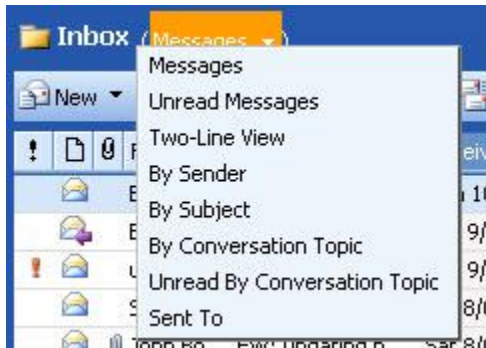 Inbox (Messages)
Messages
New
Unread Messages
Two-Line View
By Sender
By Subject
By Conversation Topic
Unread By Conversation Topic
Sent To